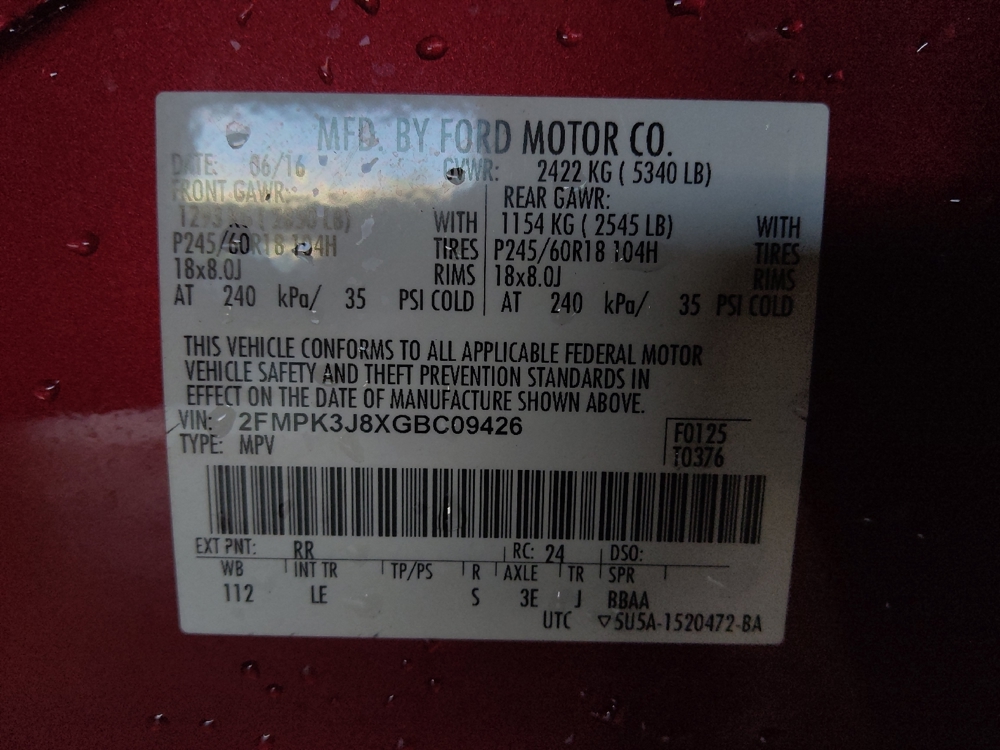 MFD. BY FORD MOTOR CO.
DATE: 06/16 GVWR: 2422 KG ( 5340 LB)
FRONT GAWR: REAR GAWR:
LB) WITH 1154 KG ( 2545 LB) WITH
P245/60R18 104H TIRES P245/60R18 104H TIRES
18x8.0J RIMS 18x8.0J RIMS
AT 240 kPa/ 35 PSI COLD AT 240 kPa/ 35 PSI COLD
THIS VEHICLE CONFORMS TO ALL APPLICABLE FEDERAL MOTOR
VEHICLE SAFETY AND THEFT PREVENTION STANDARDS IN
EFFECT ON THE DATE OF MANUFACTURE SHOWN ABOVE.
VIN: 2FMPK3J8XGBC09426 F0125
TYPE: MPV T0376
EXT PNT: RR RC: 24 DSO:
WB INT TR TP/PS R AXLE TR SPR
112 LE S 3E J BBAA
UTC ▽5U5A-1520472-BA